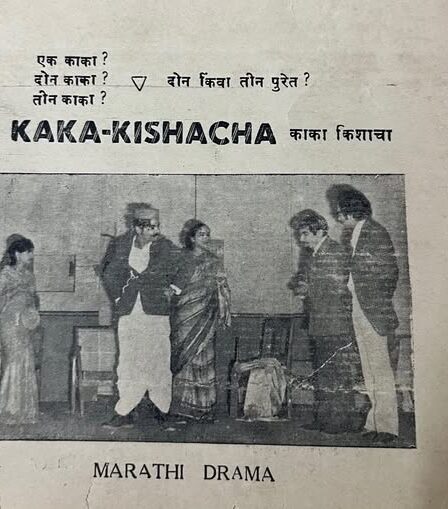 एक काका ?
दोन काका ? ▽ दोन किंवा तीन पुरेत ?
तीन काका ?
KAKA-KISHACHA काका किशाचा
MARATHI DRAMA